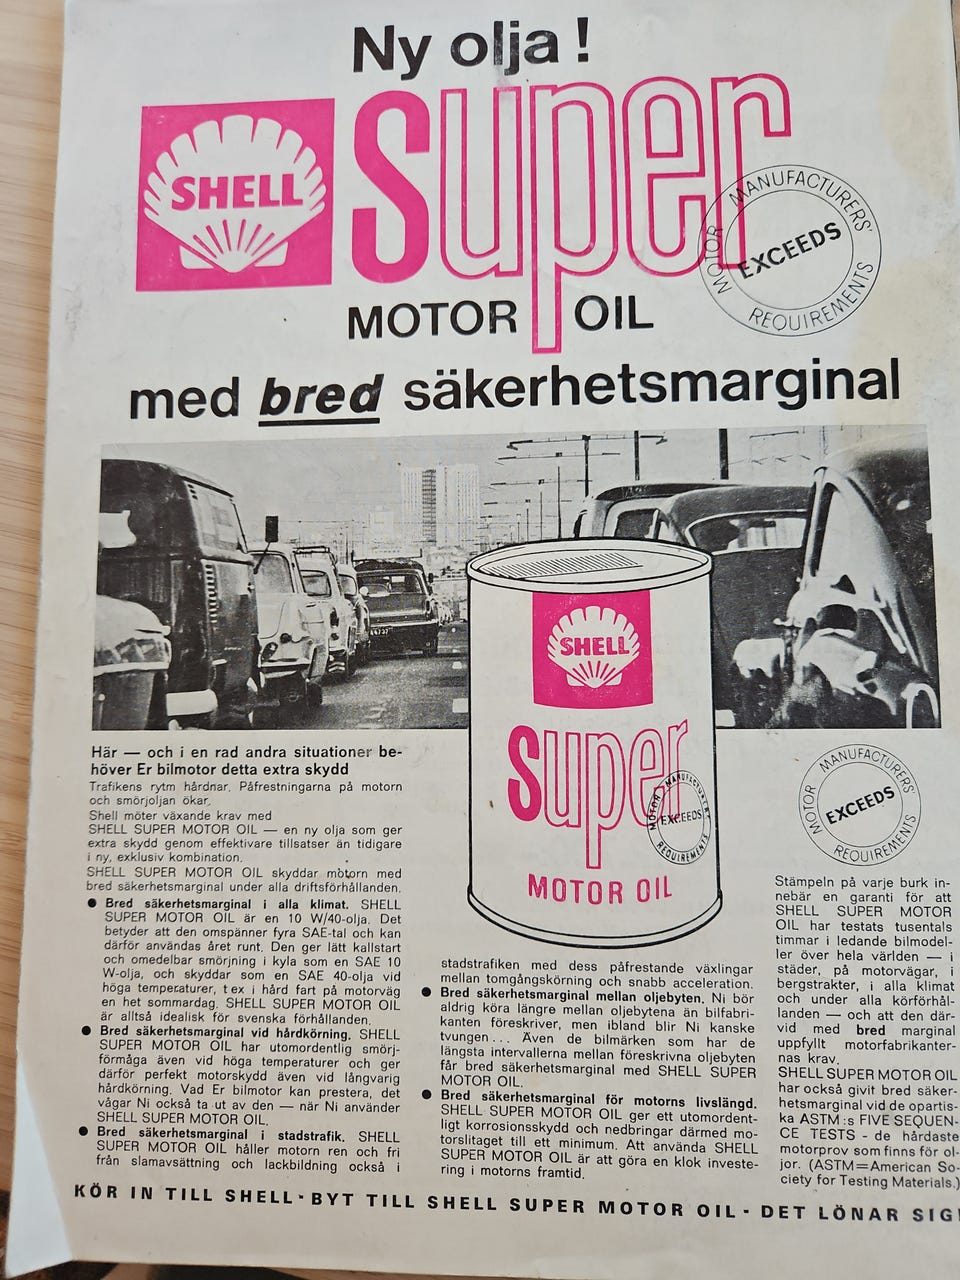 Ny olja !
SHELL
super
MOTOR OIL
MOTOR MANUFACTURERS' REQUIREMENTS
EXCEEDS
med bred säkerhetsmarginal
SHELL
super
MOTOR MANUFACTURERS' REQUIREMENTS
EXCEEDS
MOTOR OIL
Här — och i en rad andra situationer be-
höver Er bilmotor detta extra skydd
Trafikens rytm hårdnar. Påfrestningarna på motorn
och smörjoljan ökar.
Shell möter växande krav med
SHELL SUPER MOTOR OIL — en ny olja som ger
extra skydd genom effektivare tillsatser än tidigare
i ny, exklusiv kombination.
SHELL SUPER MOTOR OIL skyddar motorn med
bred säkerhetsmarginal under alla driftsförhållanden.
● Bred säkerhetsmarginal i alla klimat. SHELL
SUPER MOTOR OIL är en 10 W/40-olja. Det
betyder att den omspänner fyra SAE-tal och kan
därför användas året runt. Den ger lätt kallstart
och omedelbar smörjning i kyla som en SAE 10
W-olja, och skyddar som en SAE 40-olja vid
höga temperaturer, t ex i hård fart på motorväg
en het sommardag. SHELL SUPER MOTOR OIL
är alltså idealisk för svenska förhållanden.
● Bred säkerhetsmarginal vid hårdkörning. SHELL
SUPER MOTOR OIL har utomordentlig smörj-
förmåga även vid höga temperaturer och ger
därför perfekt motorskydd även vid långvarig
hårdkörning. Vad Er bilmotor kan prestera, det
vågar Ni också ta ut av den — när Ni använder
SHELL SUPER MOTOR OIL.
● Bred säkerhetsmarginal i stadstrafik. SHELL
SUPER MOTOR OIL håller motorn ren och fri
från slamavsättning och lackbildning också i
stadstrafiken med dess påfrestande växlingar
mellan tomgångskörning och snabb acceleration.
● Bred säkerhetsmarginal mellan oljebyten. Ni bör
aldrig köra längre mellan oljebytena än bilfabri-
kanten föreskriver, men ibland blir Ni kanske
tvungen . . . Även de bilmärken som har de
längsta intervallerna mellan föreskrivna oljebyten
får bred säkerhetsmarginal med SHELL SUPER
MOTOR OIL.
● Bred säkerhetsmarginal för motorns livslängd.
SHELL SUPER MOTOR OIL ger ett utomordent-
ligt korrosionsskydd och nedbringar därmed mo-
torslitaget till ett minimum. Att använda SHELL
SUPER MOTOR OIL är att göra en klok investe-
ring i motorns framtid.
MOTOR MANUFACTURERS' REQUIREMENTS
EXCEEDS
Stämpeln på varje burk in-
nebär en garanti för att
SHELL SUPER MOTOR
OIL har testats tusentals
timmar i ledande bilmodel-
ler över hela världen — i
städer, på motorvägar, i
bergstrakter, i alla klimat
och under alla körförhål-
landen — och att den där-
vid med bred marginal
uppfyllt motorfabrikanter-
nas krav.
SHELL SUPER MOTOR OIL
har också givit bred säker-
hetsmarginal vid de opartis-
ka ASTM:s FIVE SEQUEN-
CE TESTS - de hårdaste
motorprov som finns för ol-
jor. (ASTM=American So-
ciety for Testing Materials.)
KÖR IN TILL SHELL · BYT TILL SHELL SUPER MOTOR OIL · DET LÖNAR SIG